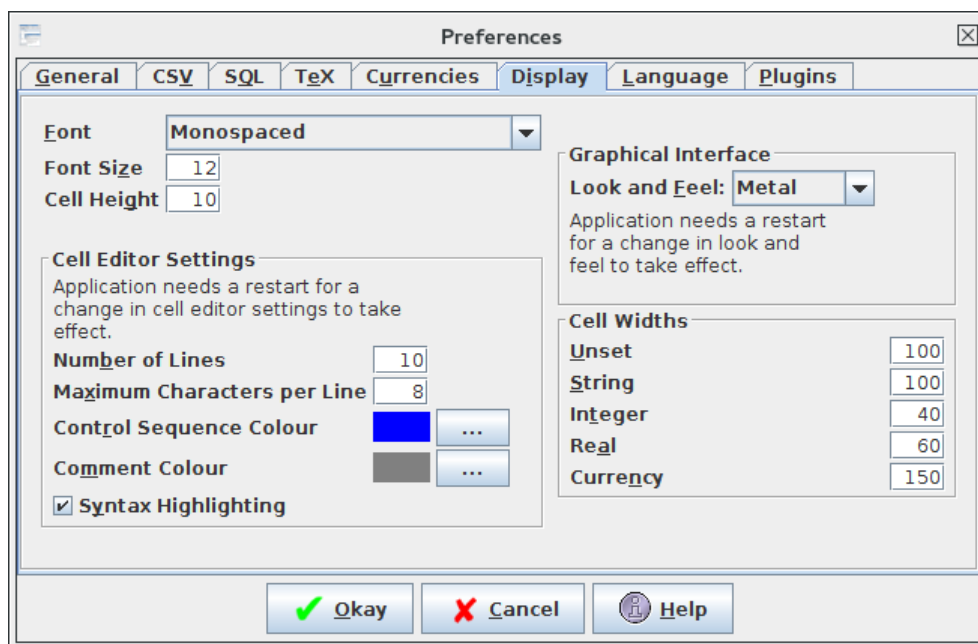 Preferences
General CSV SQL TeX Currencies Display Language Plugins
Font Monospaced
Font Size 12
Cell Height 10
Cell Editor Settings
Application needs a restart for a
change in cell editor settings to take
effect.
Number of Lines 10
Maximum Characters per Line 8
Control Sequence Colour ...
Comment Colour ...
Syntax Highlighting
Graphical Interface
Look and Feel: Metal
Application needs a restart
for a change in look and
feel to take effect.
Cell Widths
Unset 100
String 100
Integer 40
Real 60
Currency 150
Okay Cancel Help